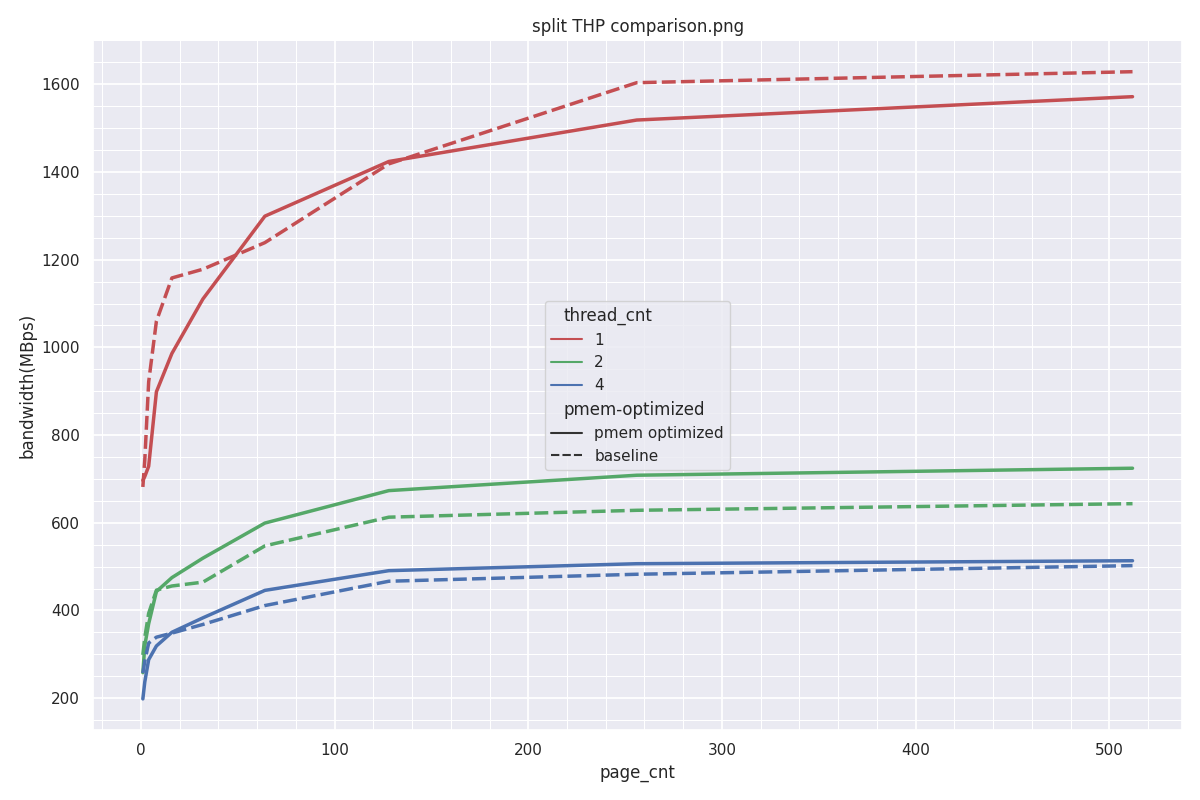 split THP comparison.png
bandwidth(MBps)
1600
1400
1200
1000
800
600
400
200
thread_cnt
1
2
4
pmem-optimized
pmem optimized
baseline
0 100 200 300 400 500
page_cnt